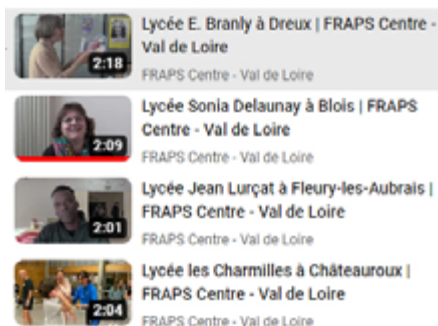 Lycée E. Branly à Dreux | FRAPS Centre -
Val de Loire
FRAPS Centre - Val de Loire
2:18
Lycée Sonia Delaunay à Blois | FRAPS
Centre - Val de Loire
FRAPS Centre - Val de Loire
2:09
Lycée Jean Lurçat à Fleury-les-Aubrais |
FRAPS Centre - Val de Loire
FRAPS Centre - Val de Loire
2:01
Lycée les Charmilles à Châteauroux |
FRAPS Centre - Val de Loire
FRAPS Centre - Val de Loire
2:04